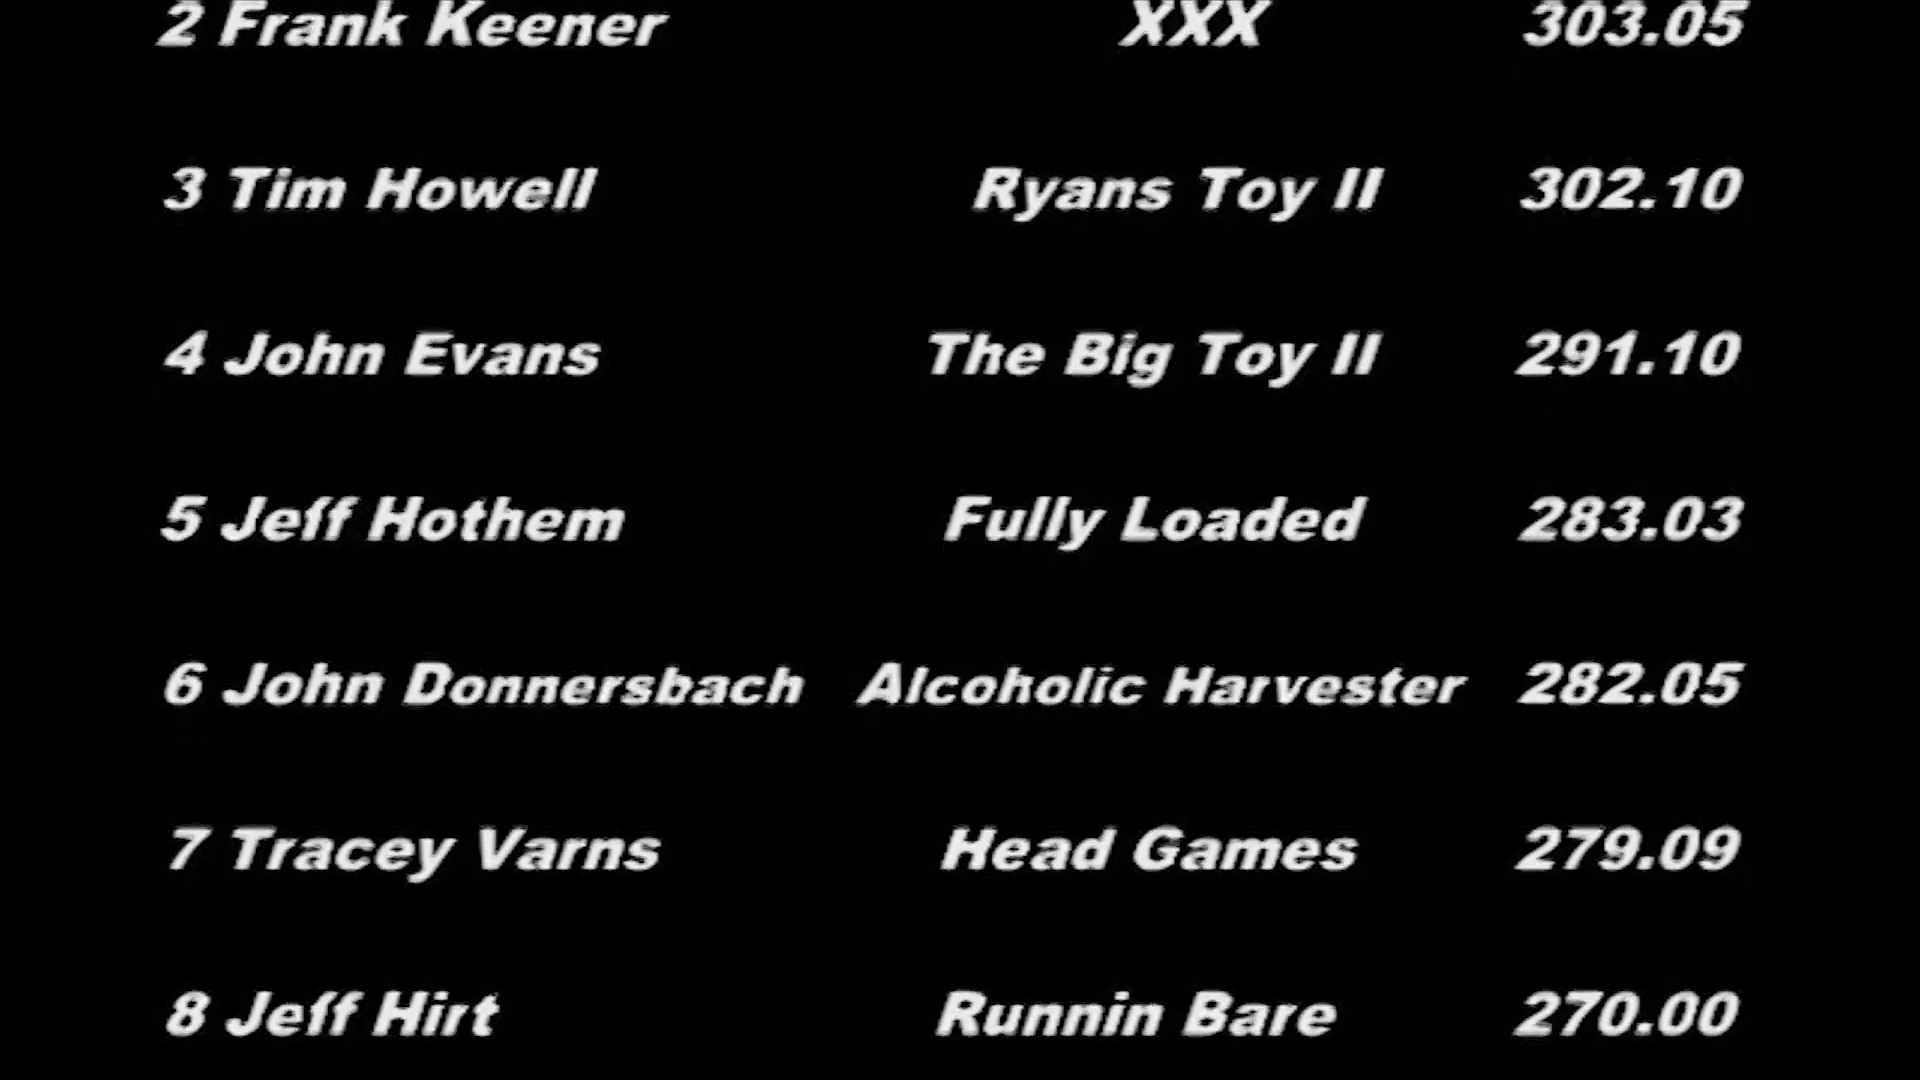 2 Frank Keener XXX 303.05
3 Tim Howell Ryans Toy II 302.10
4 John Evans The Big Toy II 291.10
5 Jeff Hothem Fully Loaded 283.03
6 John Donnersbach Alcoholic Harvester 282.05
7 Tracey Varns Head Games 279.09
8 Jeff Hirt Runnin Bare 270.00